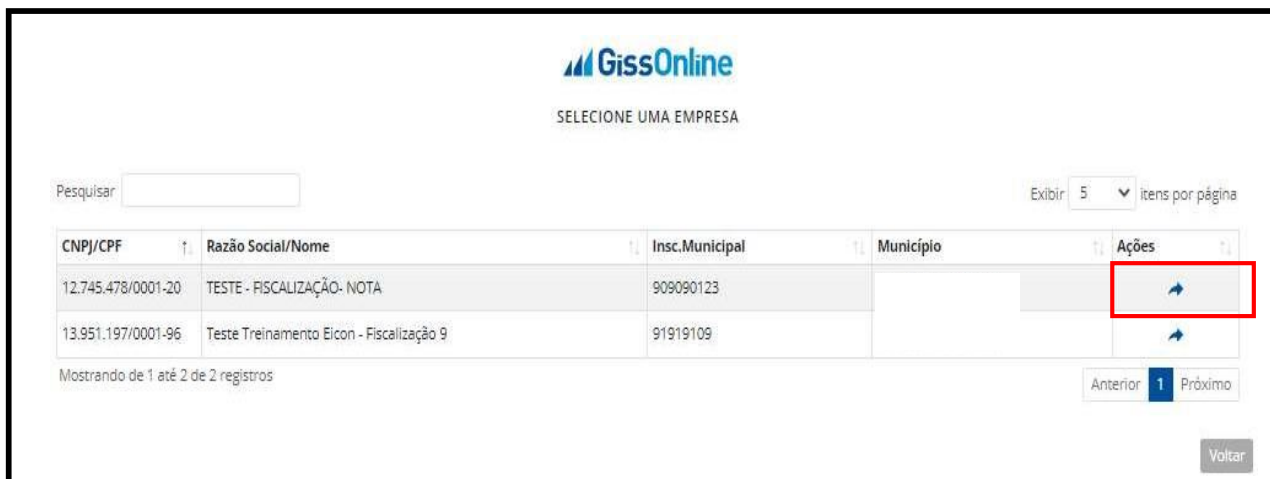 GissOnline
SELECIONE UMA EMPRESA
Pesquisar
Exibir 5 itens por página
CNPJ/CPF Razão Social/Nome Insc.Municipal Município Ações
12.745.478/0001-20 TESTE - FISCALIZAÇÃO- NOTA 909090123
13.951.197/0001-96 Teste Treinamento Eicon - Fiscalização 9 91919109
Mostrando de 1 até 2 de 2 registros
Anterior 1 Próximo
Voltar